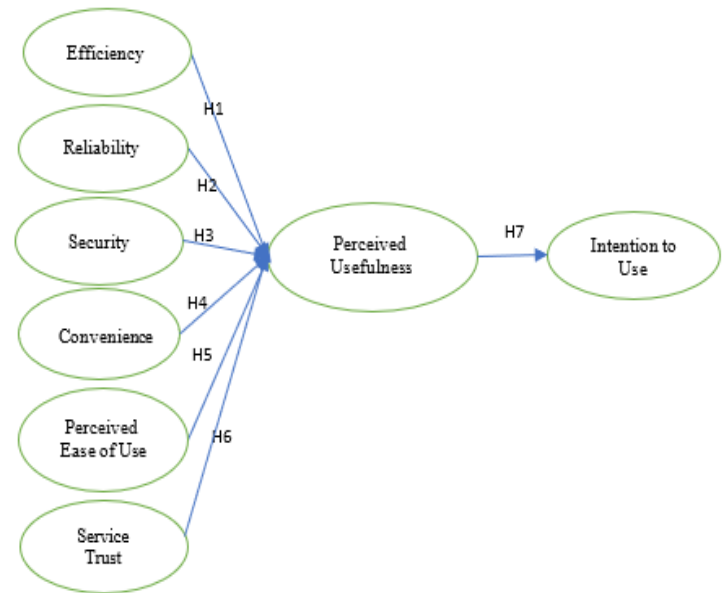 Efficiency
H1
Reliability
H2
Security
H3
Convenience
H4
Perceived
Ease of Use
H5
Service
Trust
H6
Perceived
Usefulness
H7
Intention to
Use